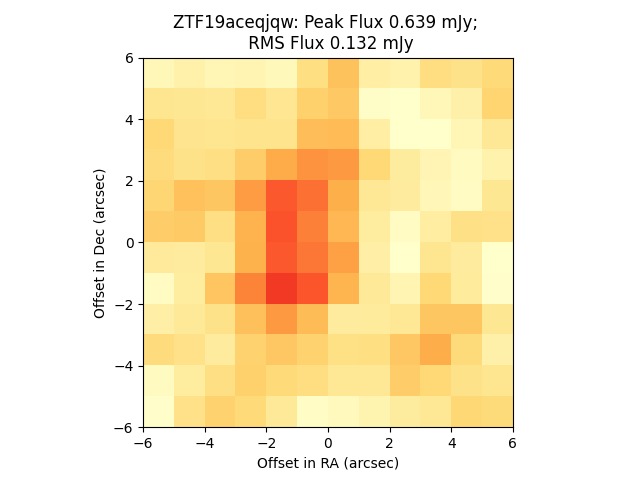 ZTF19aceqjqw: Peak Flux 0.639 mJy;
RMS Flux 0.132 mJy
6
4
2
0
−2
−4
−6
Offset in Dec (arcsec)
−6 −4 −2 0 2 4 6
Offset in RA (arcsec)